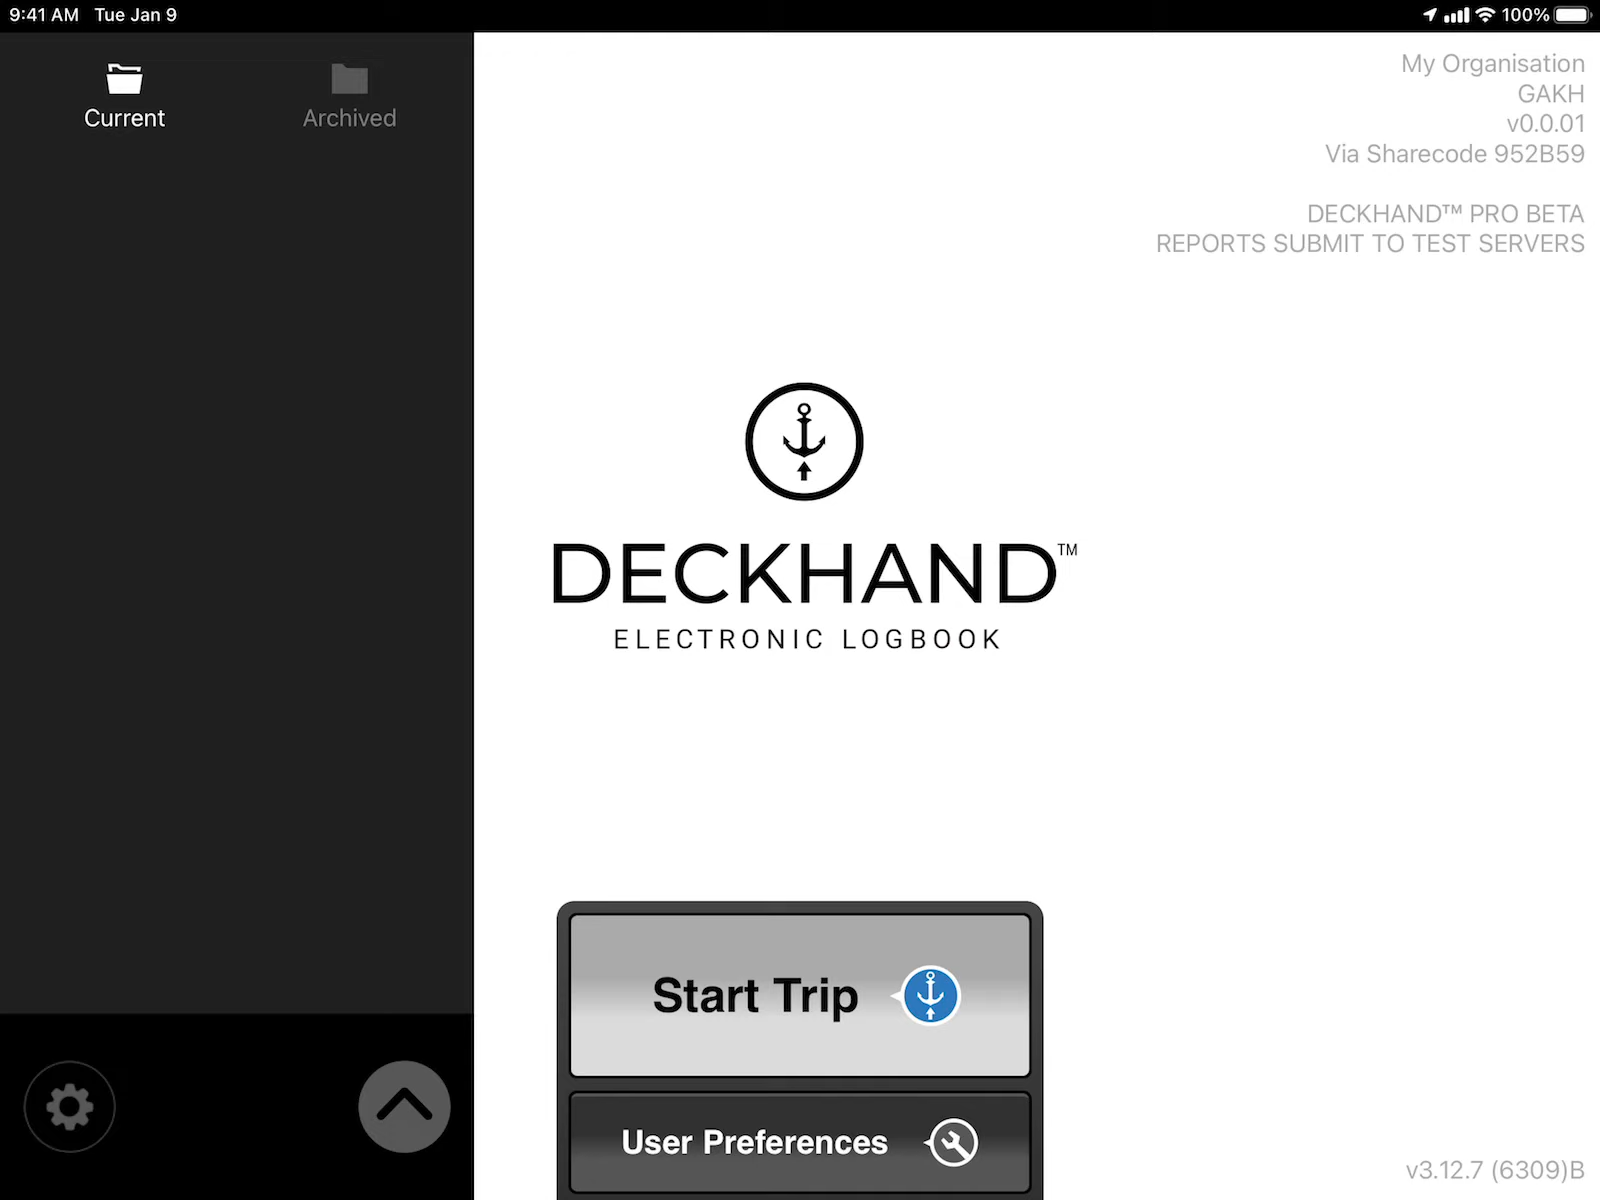 9:41 AM Tue Jan 9
100%
Current
Archived
My Organisation
GAKH
v0.0.01
Via Sharecode 952B59
DECKHAND™ PRO BETA
REPORTS SUBMIT TO TEST SERVERS
DECKHAND™
ELECTRONIC LOGBOOK
Start Trip
User Preferences
v3.12.7 (6309)B